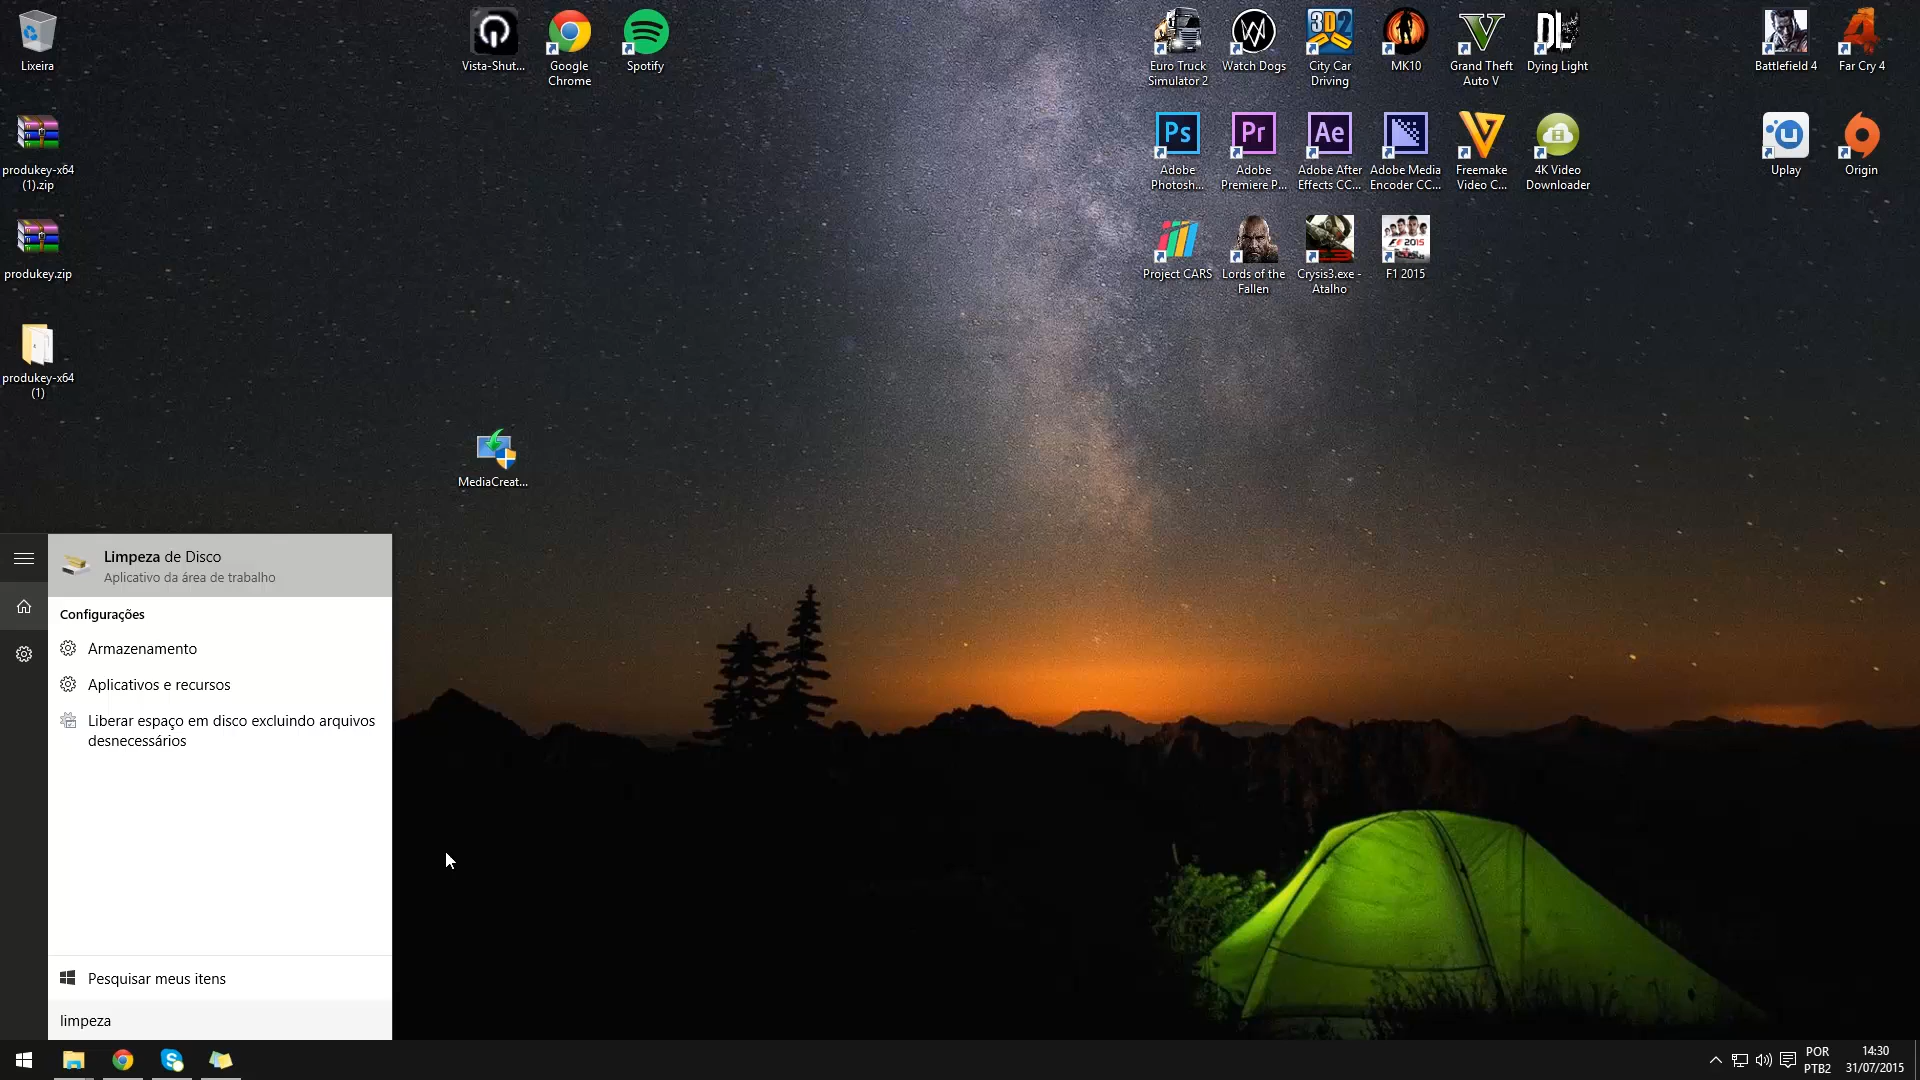 Lixeira
Vista-Shut...
Google
Chrome
Spotify
Euro Truck
Simulator 2
Watch Dogs
City Car
Driving
MK10
Grand Theft
Auto V
Dying Light
Battlefield 4
Far Cry 4
produkey-x64
(1).zip
Adobe
Photosh...
Adobe
Premiere P...
Adobe After
Effects CC...
Adobe Media
Encoder CC...
Freemake
Video C...
4K Video
Downloader
Uplay
Origin
produkey.zip
Project CARS
Lords of the
Fallen
Crysis3.exe -
Atalho
F1 2015
produkey-x64
(1)
MediaCreat...
Limpeza de Disco
Aplicativo da área de trabalho
Configurações
Armazenamento
Aplicativos e recursos
Liberar espaço em disco excluindo arquivos
desnecessários
Pesquisar meus itens
limpeza
POR
PTB2
14:30
31/07/2015